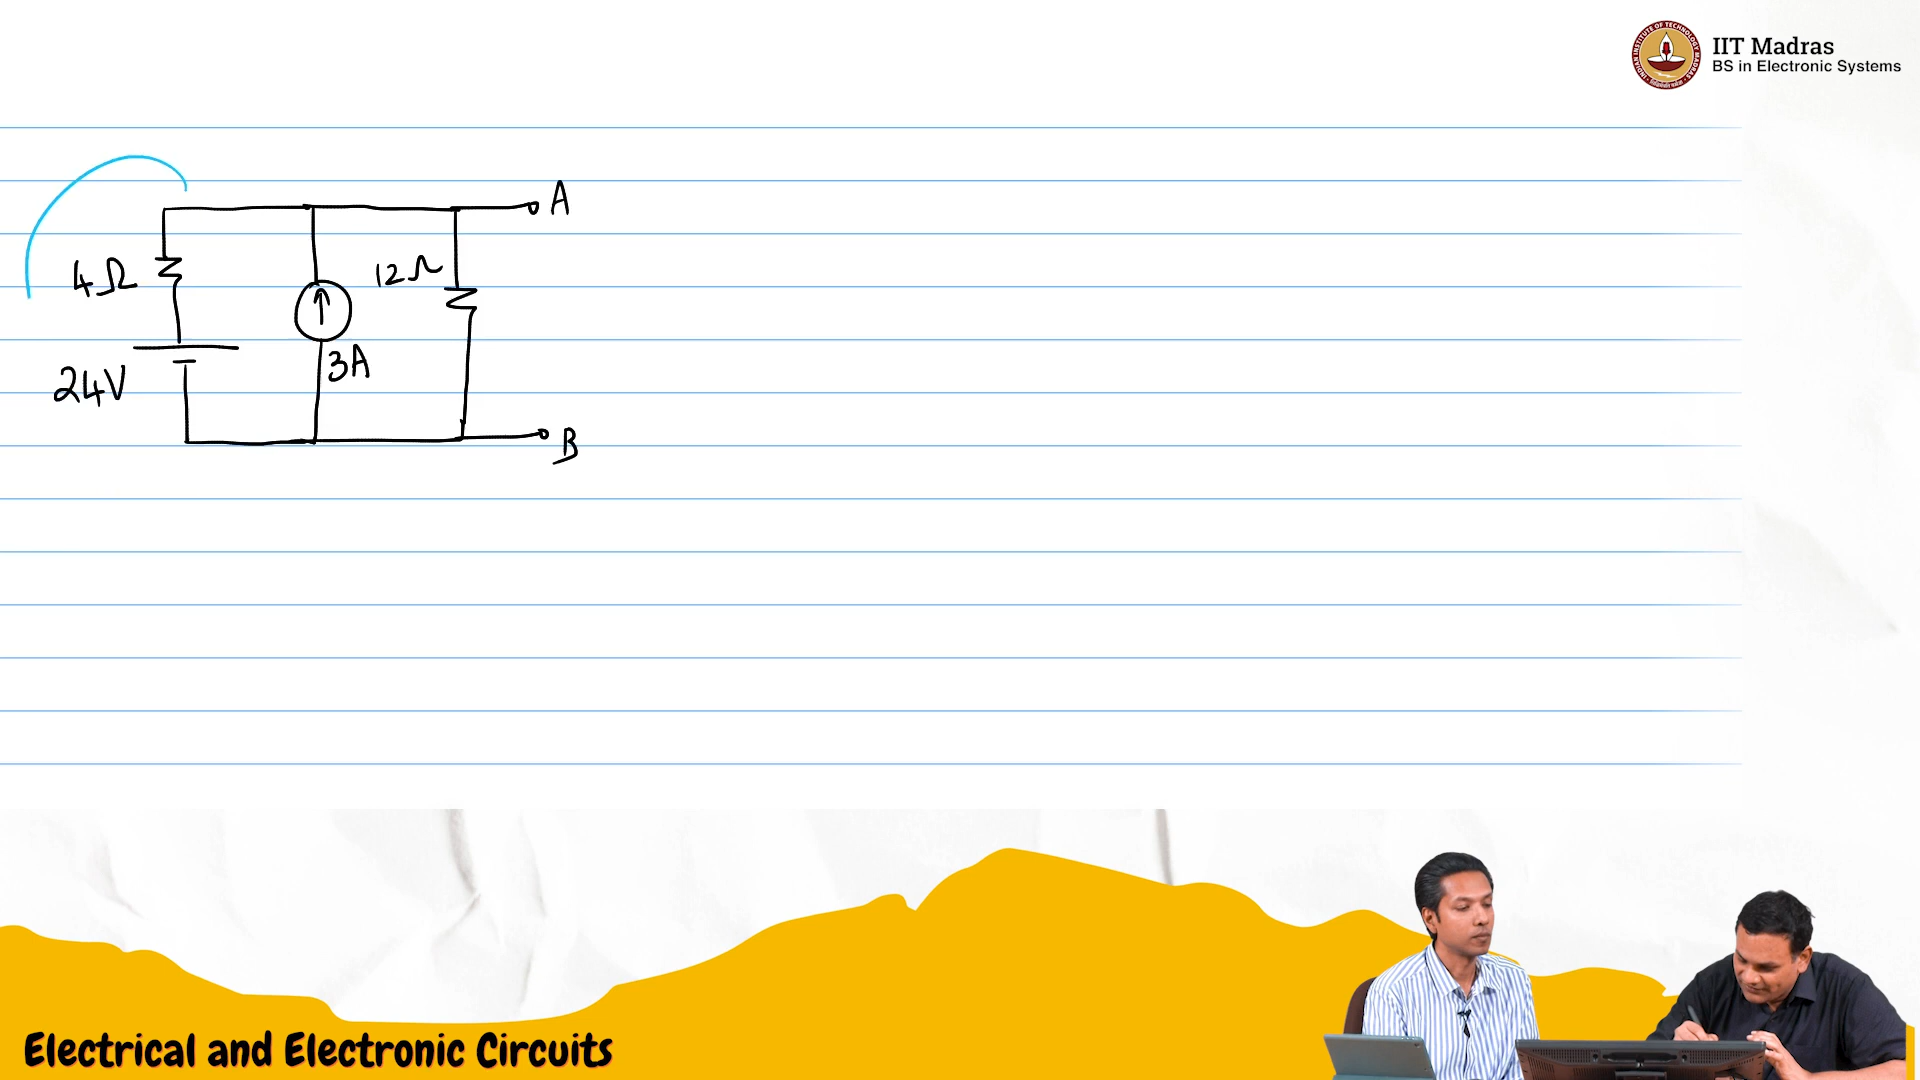 IIT Madras
BS in Electronic Systems
A
4Ω
12Ω
3A
24V
B
Electrical and Electronic Circuits